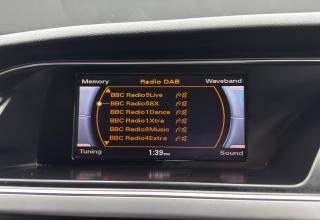 Memory Radio DAB Waveband
BBC Radio5Live
BBC Radio5SX
BBC Radio1Dance
BBC Radio1Xtra
BBC Radio6Music
BBC Radio4Extra
Tuning 1:39PM Sound